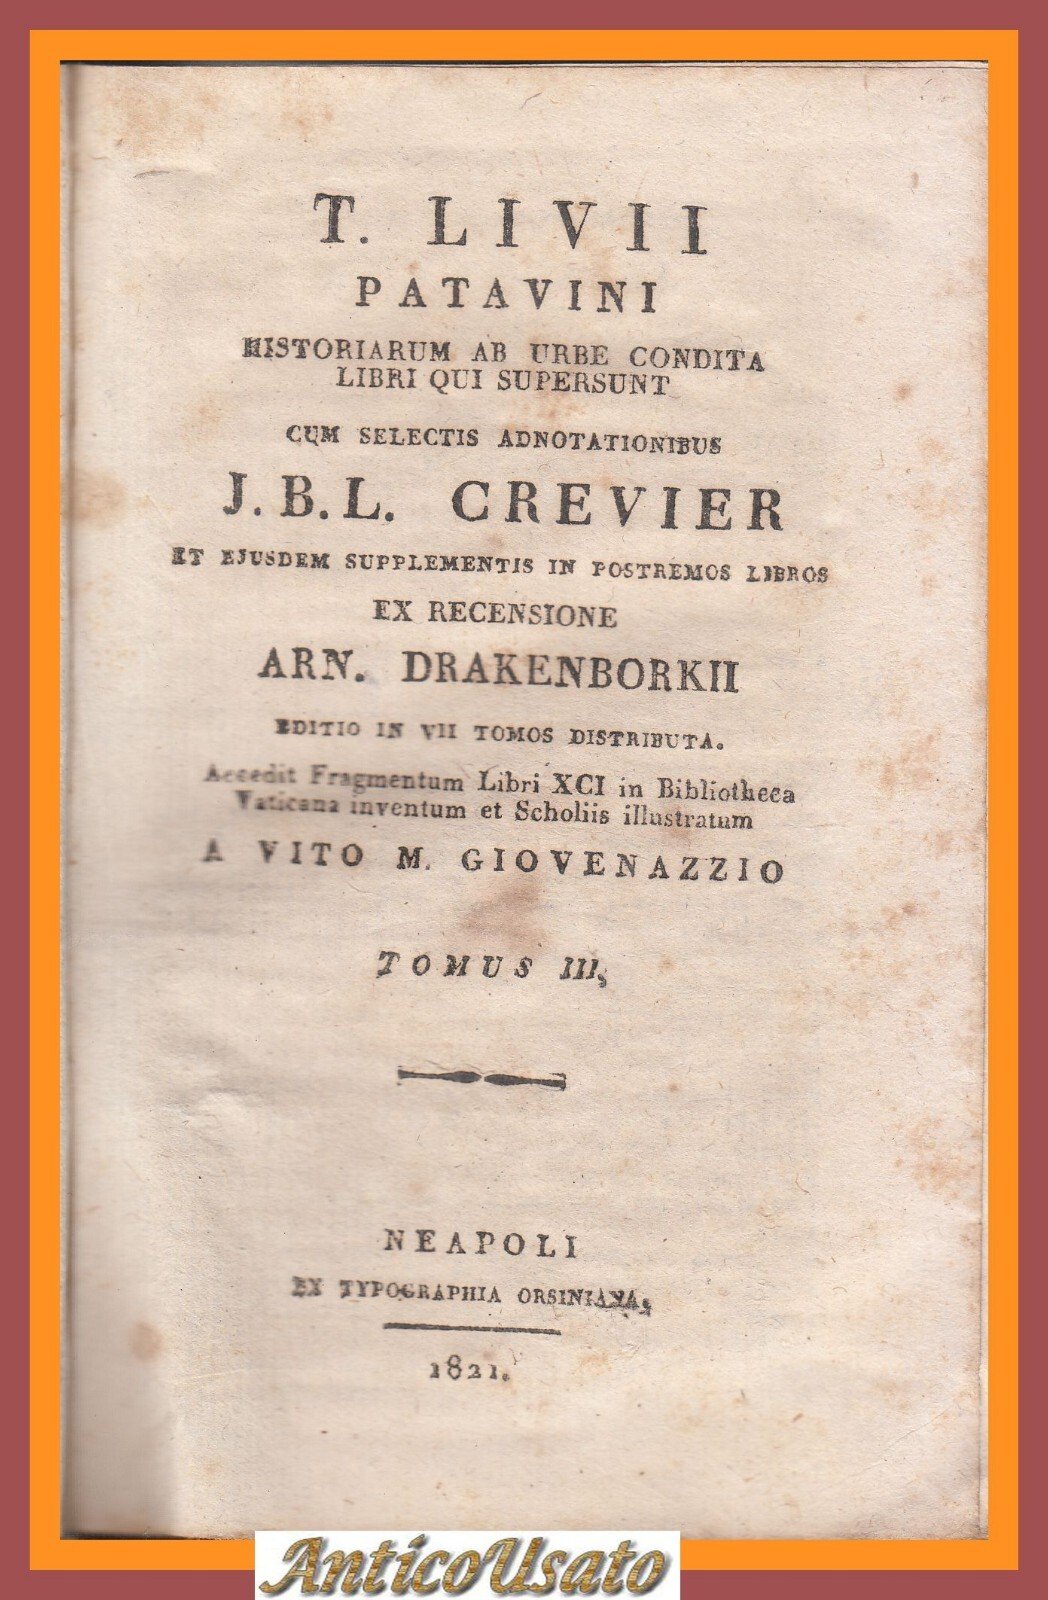 T. LIVII
PATAVINI
HISTORIARUM AB URBE CONDITA
LIBRI QUI SUPERSUNT
CUM SELECTIS ADNOTATIONIBUS
J. B. L. CREVIER
ET EJUSDEM SUPPLEMENTIS IN POSTREMOS LIBROS
EX RECENSIONE
ARN. DRAKENBORKII
EDITIO IN VII TOMOS DISTRIBUTA.
Accedit Fragmentum Libri XCI in Bibliotheca
Vaticana inventum et Scholiis illustratum
A VITO M. GIOVENAZZIO
TOMUS III,
NEAPOLI
EX TYPOGRAPHIA ORSINIANA,
1821.
AnticoUsato